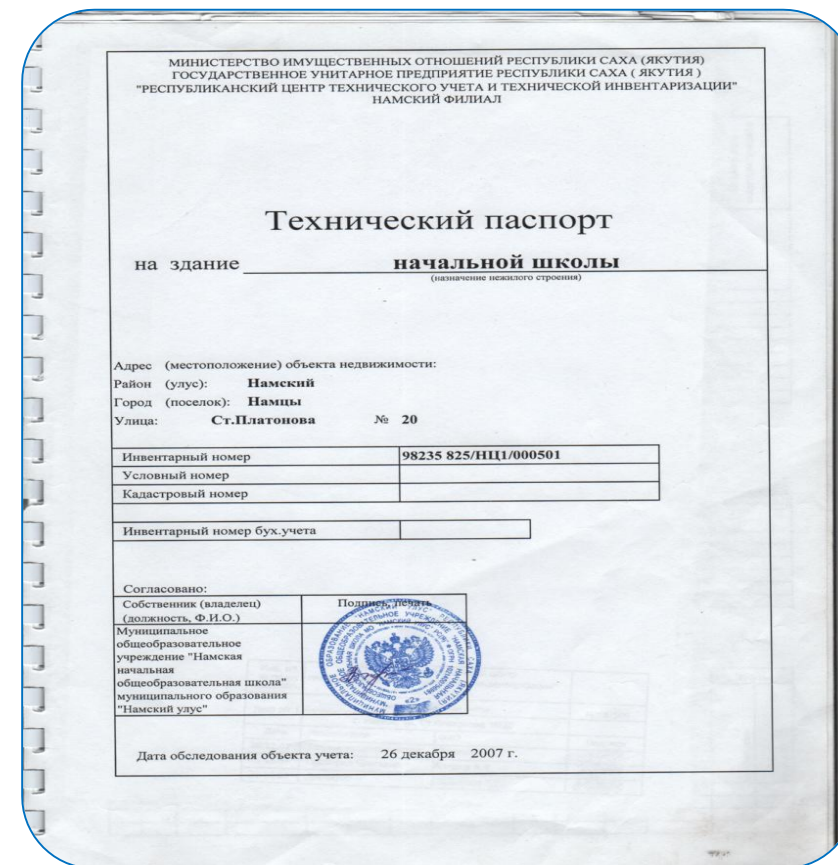 МИНИСТЕРСТВО ИМУЩЕСТВЕННЫХ ОТНОШЕНИЙ РЕСПУБЛИКИ САХА (ЯКУТИЯ)
ГОСУДАРСТВЕННОЕ УНИТАРНОЕ ПРЕДПРИЯТИЕ РЕСПУБЛИКИ САХА ( ЯКУТИЯ )
"РЕСПУБЛИКАНСКИЙ ЦЕНТР ТЕХНИЧЕСКОГО УЧЕТА И ТЕХНИЧЕСКОЙ ИНВЕНТАРИЗАЦИИ"
НАМСКИЙ ФИЛИАЛ
Технический паспорт
на здание начальной школы
(назначение нежилого строения)
Адрес (местоположение) объекта недвижимости:
Район (улус): Намский
Город (поселок): Намцы
Улица: Ст.Платонова № 20
Инвентарный номер 98235 825/НЦ1/000501
Условный номер
Кадастровый номер
Инвентарный номер бух.учета
Согласовано:
Собственник (владелец) Подпись, печать
(должность, Ф.И.О.)
Муниципальное
общеобразовательное
учреждение "Намская
начальная
общеобразовательная школа"
муниципального образования
"Намский улус"
Дата обследования объекта учета: 26 декабря 2007 г.